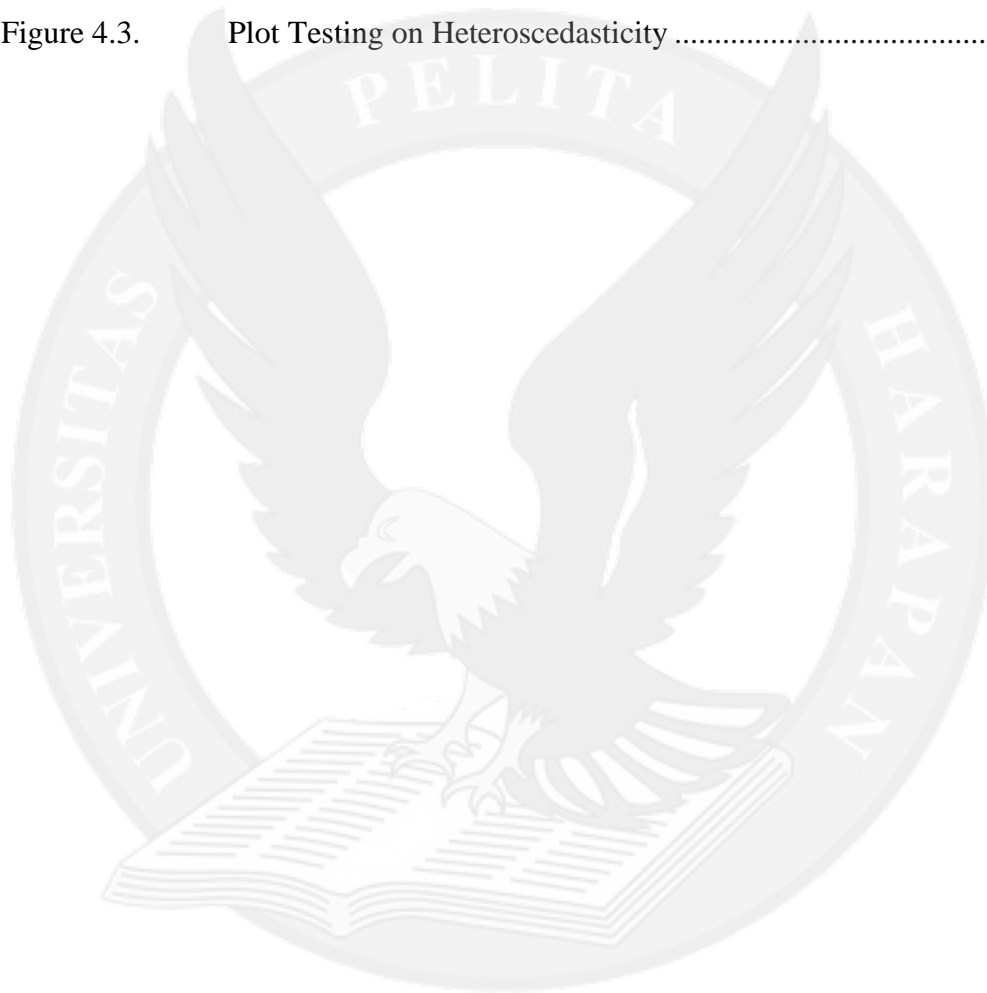 Figure 4.3. Plot Testing on Heteroscedasticity .......................................
PELITA
UNIVERSITAS
HARAPAN